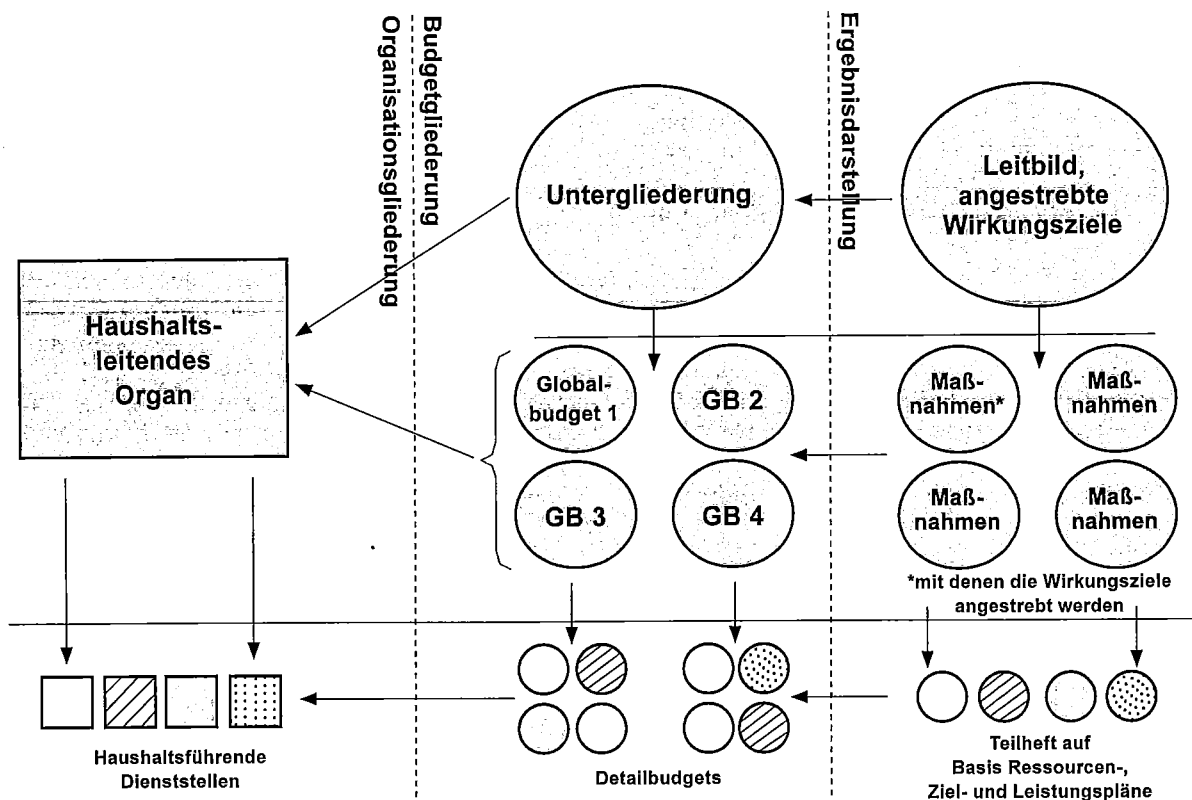 Organisationsgliederung
Budgetgliederung
Ergebnisdarstellung
Untergliederung
Leitbild,
angestrebte
Wirkungsziele
Haushalts-
leitendes
Organ
Global-
budget 1
GB 2
GB 3
GB 4
Maß-
nahmen*
Maß-
nahmen
Maß-
nahmen
Maß-
nahmen
*mit denen die Wirkungsziele
angestrebt werden
Haushaltsführende
Dienststellen
Detailbudgets
Teilheft auf
Basis Ressourcen-,
Ziel- und Leistungspläne